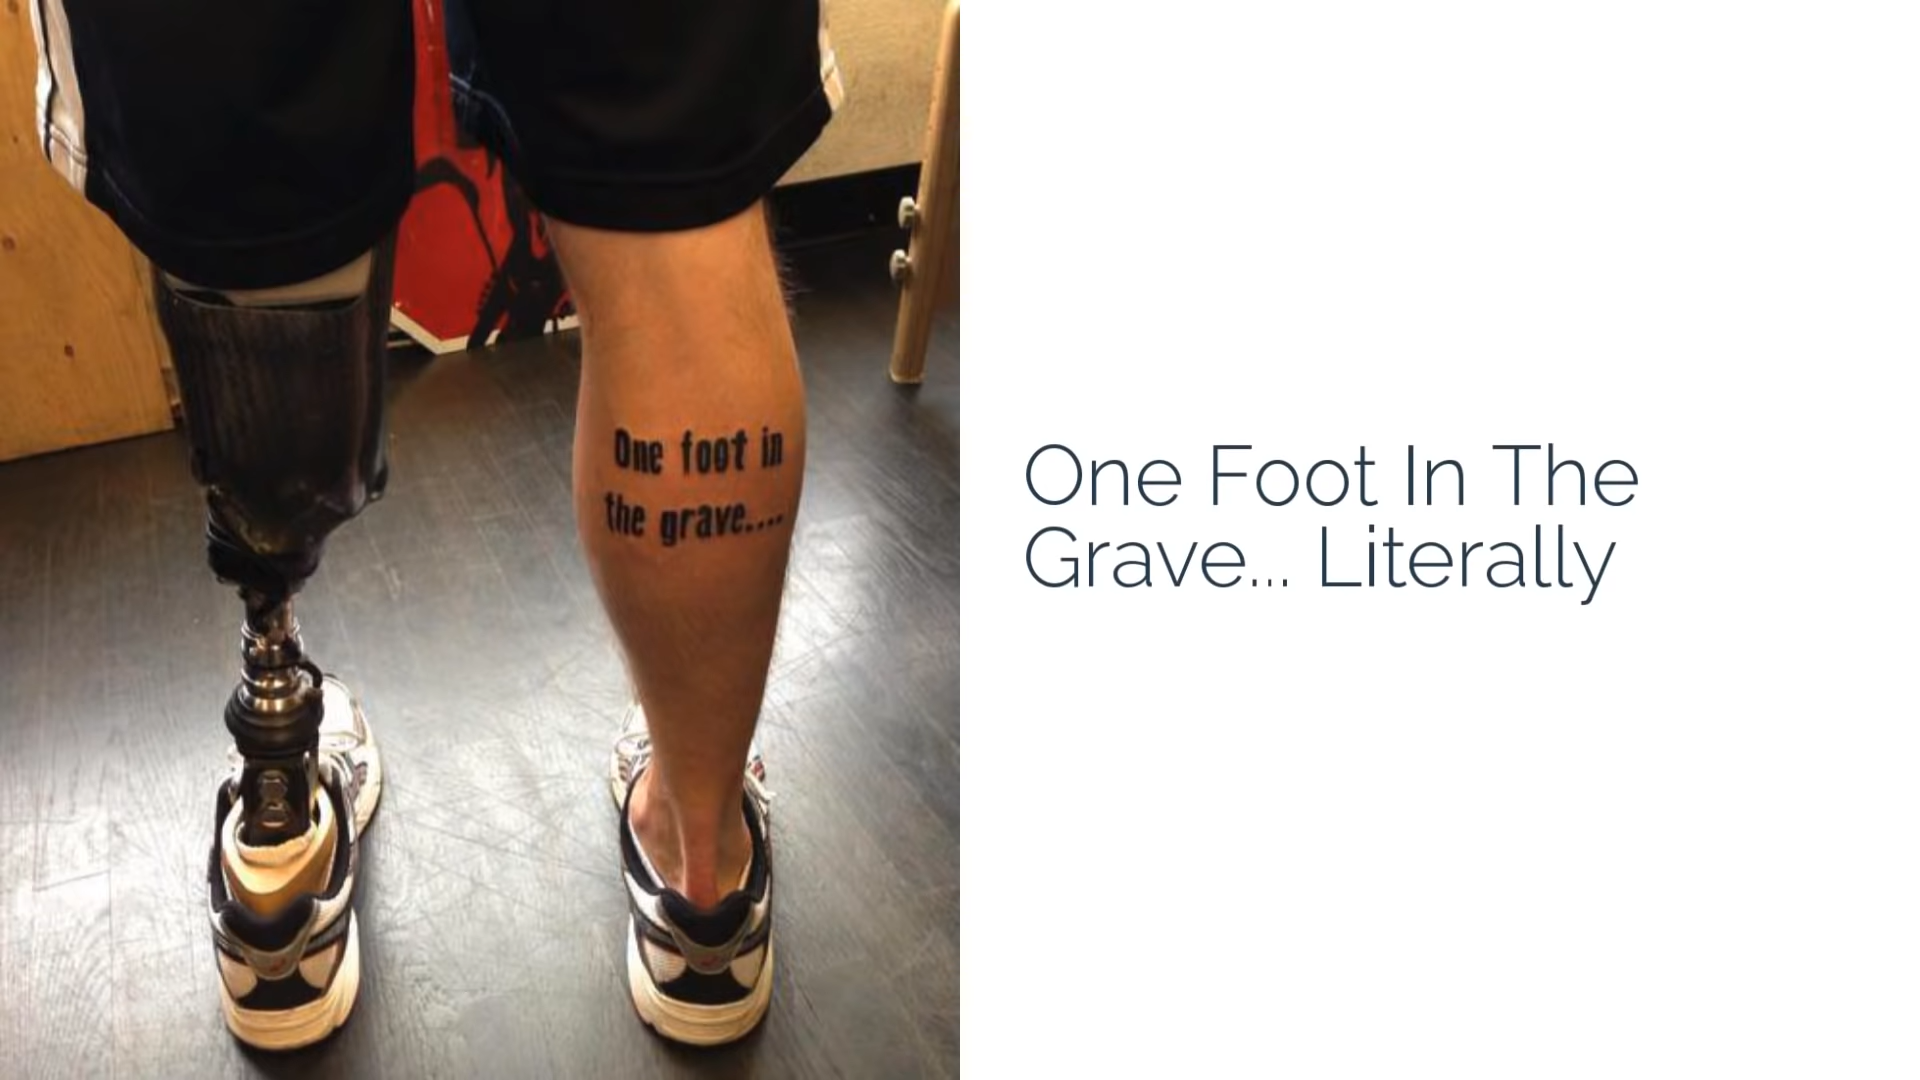 One foot in
the grave....
One Foot In The
Grave... Literally